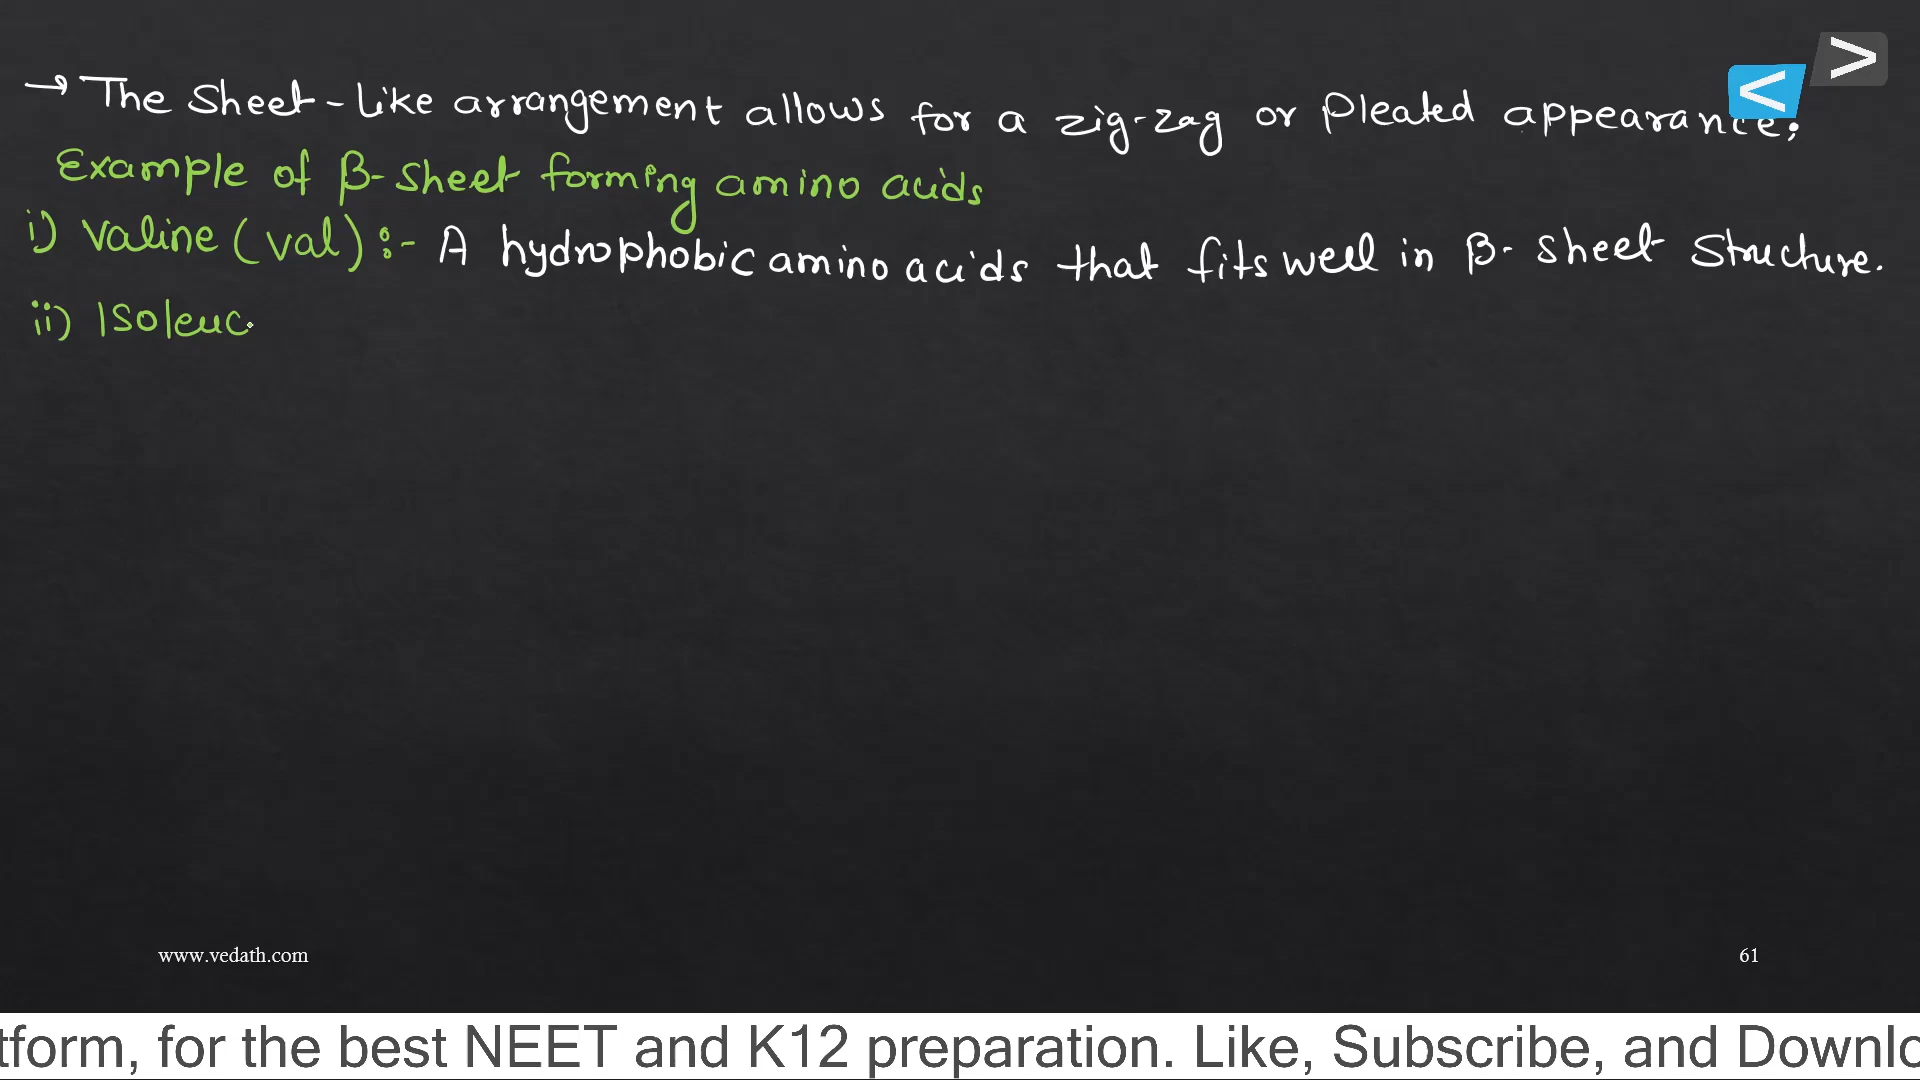 → The Sheet-like arrangement allows for a zig-zag or pleated appearance.
Example of β-sheet forming amino acids
i) Valine (val) :- A hydrophobic amino acids that fits well in β-sheet structure.
ii) Isoleuc
www.vedath.com
61
tform, for the best NEET and K12 preparation. Like, Subscribe, and Downlo